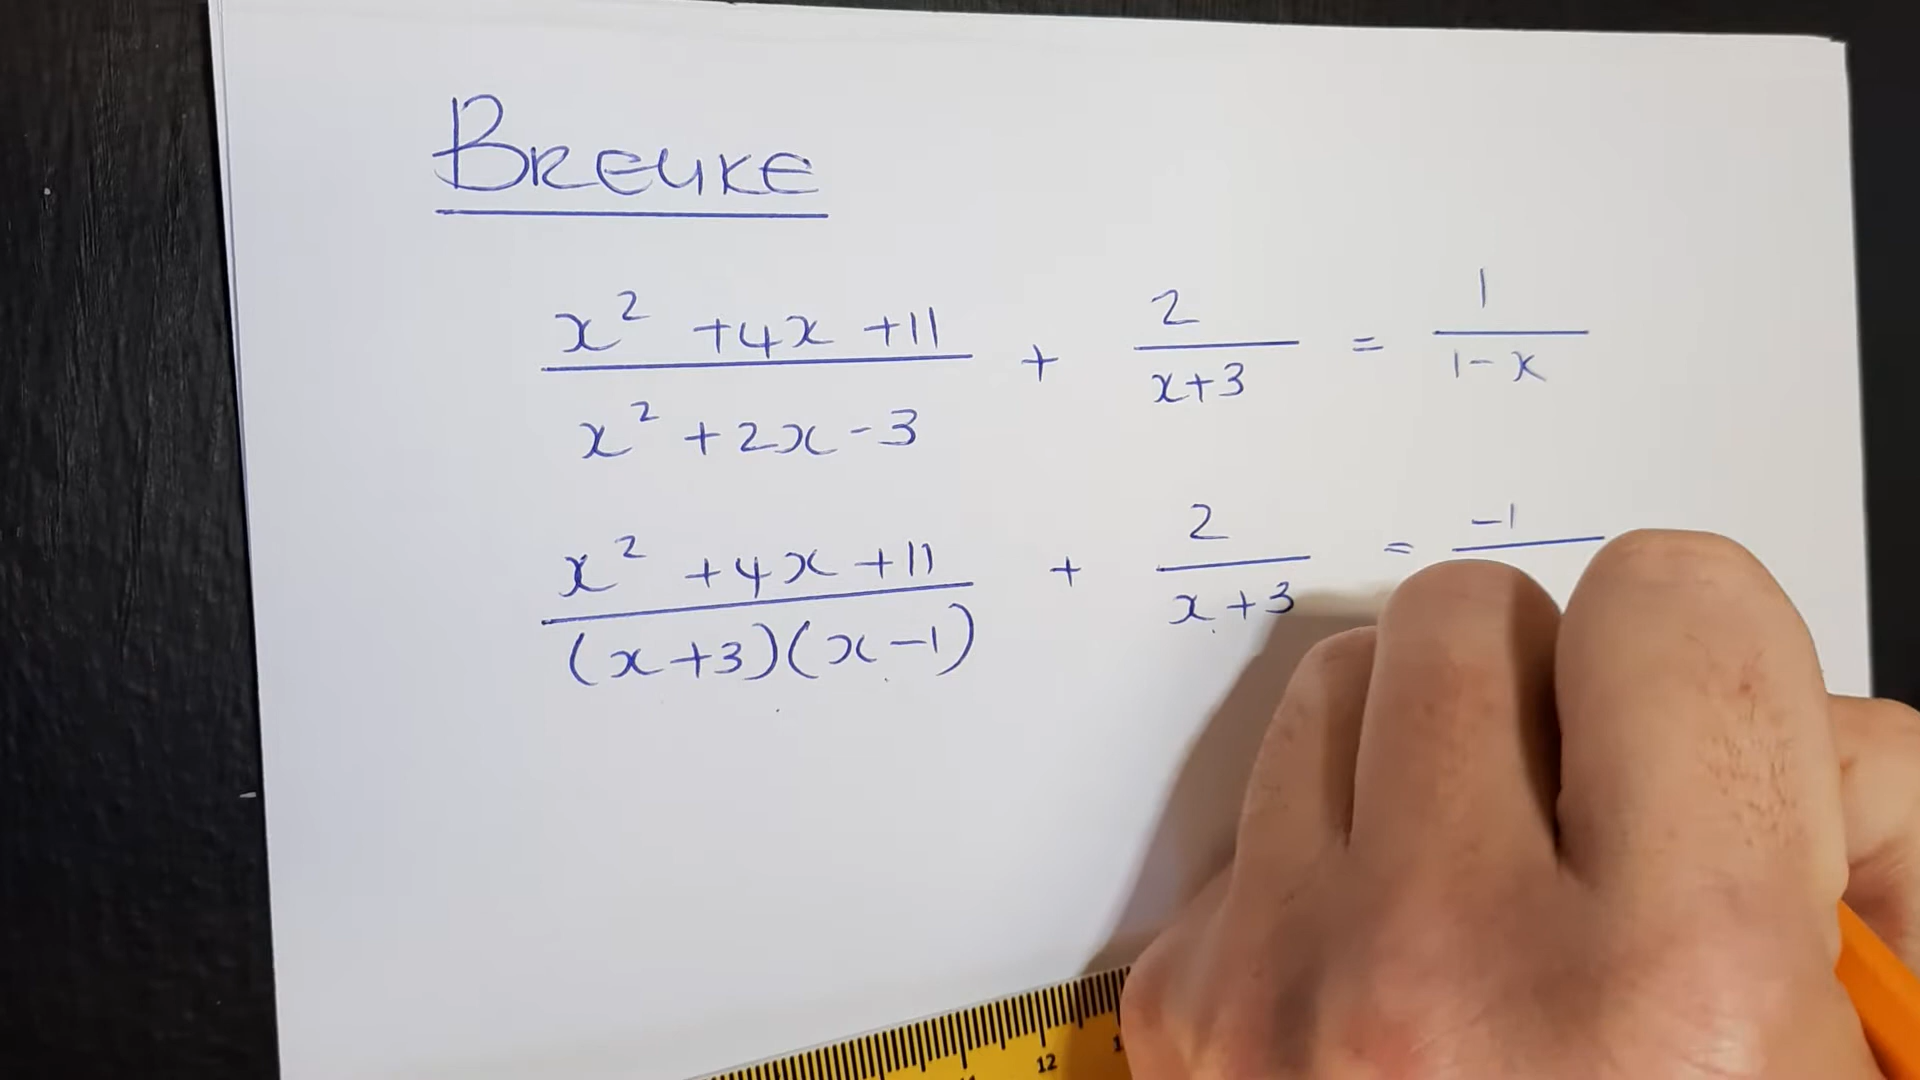 BREUKE
x² + 4x + 11 / x² + 2x - 3 + 2 / x+3 = 1 / 1 - x
x² + 4x + 11 / (x+3)(x-1) + 2 / x+3 = -1
12